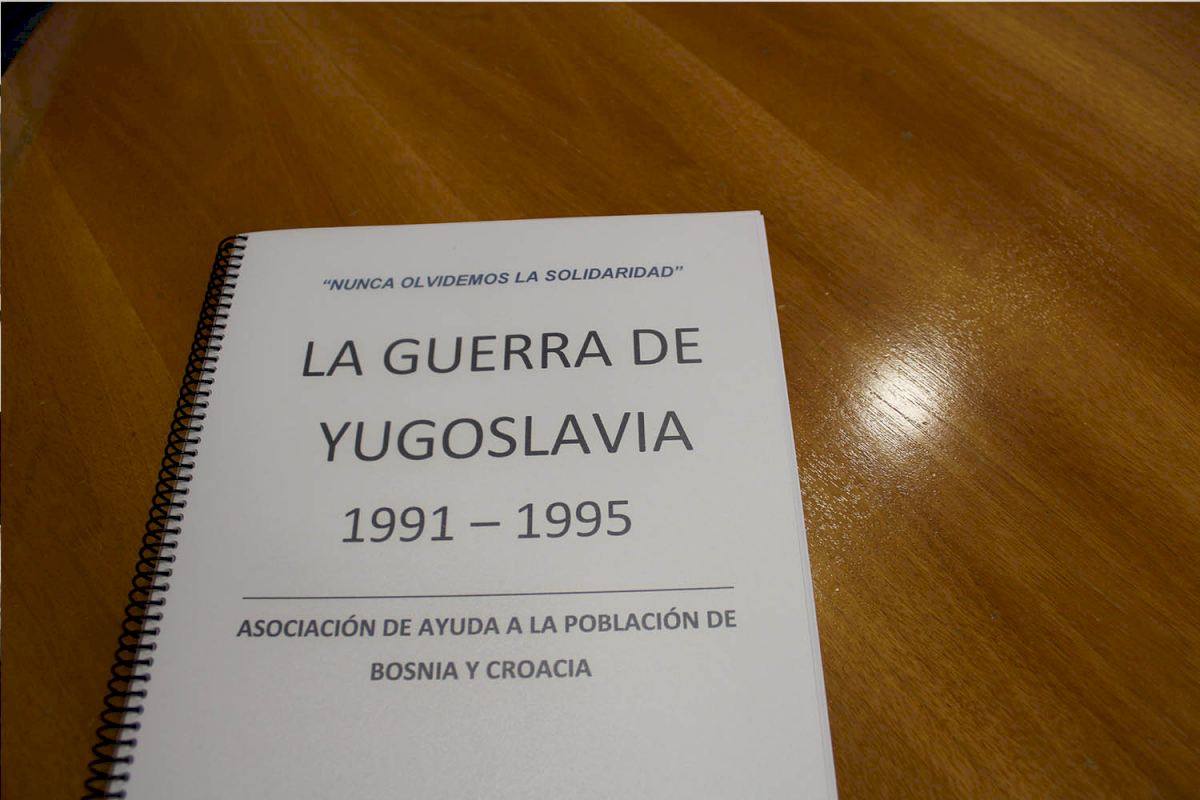 “NUNCA OLVIDEMOS LA SOLIDARIDAD”
LA GUERRA DE
YUGOSLAVIA
1991 – 1995
ASOCIACIÓN DE AYUDA A LA POBLACIÓN DE
BOSNIA Y CROACIA